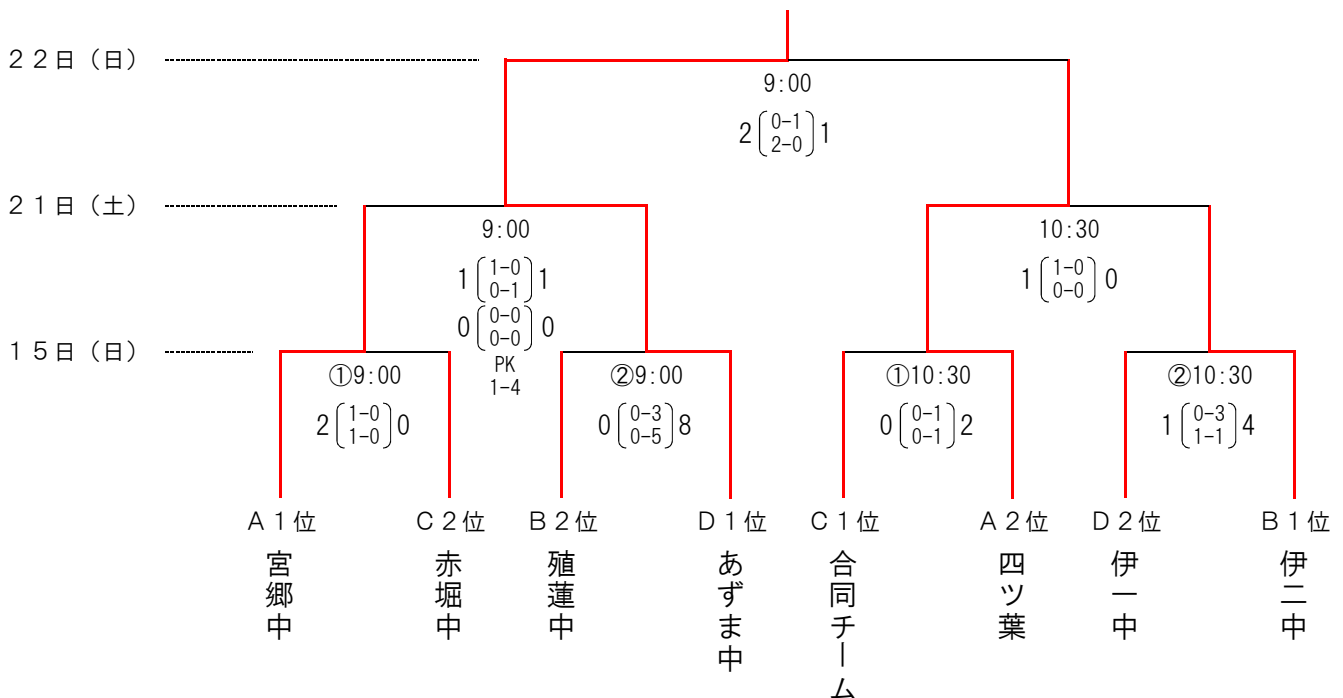 ２２日（日）
9:00
2 0-1 1
2-0
２１日（土）
9:00
10:30
1 1-0 1
0-1
1 1-0 0
0-0
0 0-0 0
0-0
PK
1-4
１５日（日）
①9:00
②9:00
①10:30
②10:30
2 1-0 0
1-0
0 0-3 8
0-5
0 0-1 2
0-1
1 0-3 4
1-1
Ａ１位
Ｃ２位
Ｂ２位
Ｄ１位
Ｃ１位
Ａ２位
Ｄ２位
Ｂ１位
宮郷中
赤堀中
殖蓮中
あずま中
合同チーム
四ツ葉
伊一中
伊二中